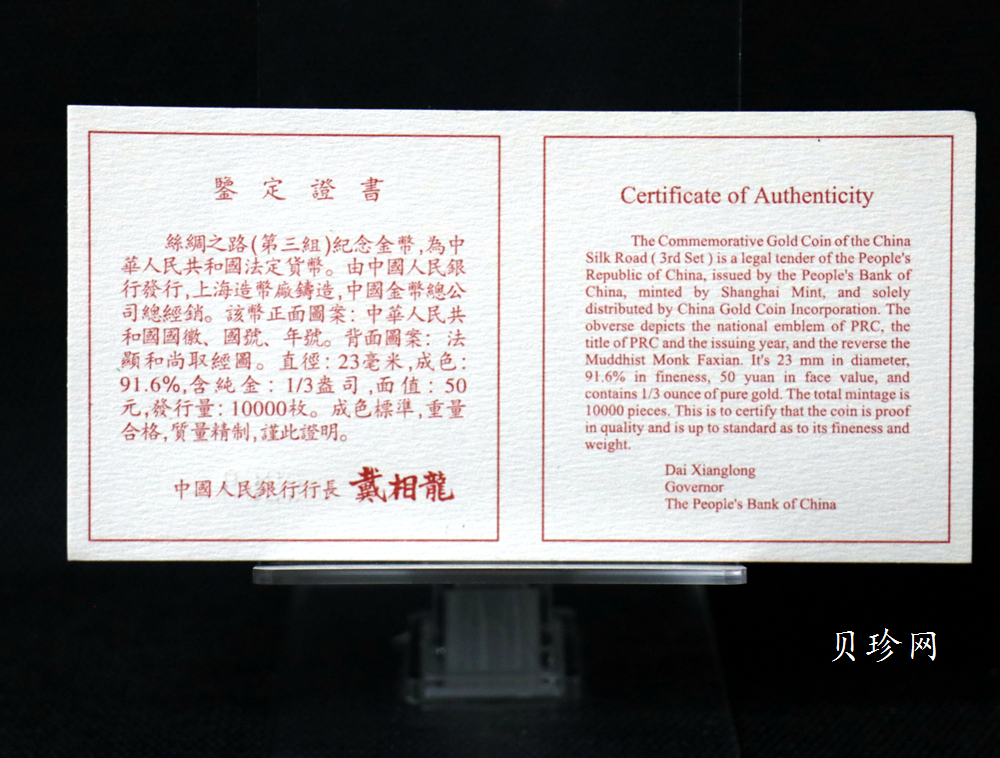 鑒定證書
絲綢之路(第三組)紀念金幣,為中
華人民共和國法定貨幣。由中國人民銀
行發行,上海造幣廠鑄造,中國金幣總公
司總經銷。該幣正面圖案:中華人民共
和國國徽、國號、年號。背面圖案:法
顯和尚取經圖。直徑:23毫米,成色:
91.6%,含純金:1/3盎司,面值:50
元,發行量:10000枚。成色標準,重量
合格,質量精制,謹此證明。
中國人民銀行行長 戴相龍
Certificate of Authenticity
The Commemorative Gold Coin of the China
Silk Road ( 3rd Set ) is a legal tender of the People's
Republic of China, issued by the People's Bank of
China, minted by Shanghai Mint, and solely
distributed by China Gold Coin Incorporation. The
obverse depicts the national emblem of PRC, the
title of PRC and the issuing year, and the reverse the
Muddhist Monk Faxian. It's 23 mm in diameter,
91.6% in fineness, 50 yuan in face value, and
contains 1/3 ounce of pure gold. The total mintage is
10000 pieces. This is to certify that the coin is proof
in quality and is up to standard as to its fineness and
weight.
Dai Xianglong
Governor
The People's Bank of China
贝珍网